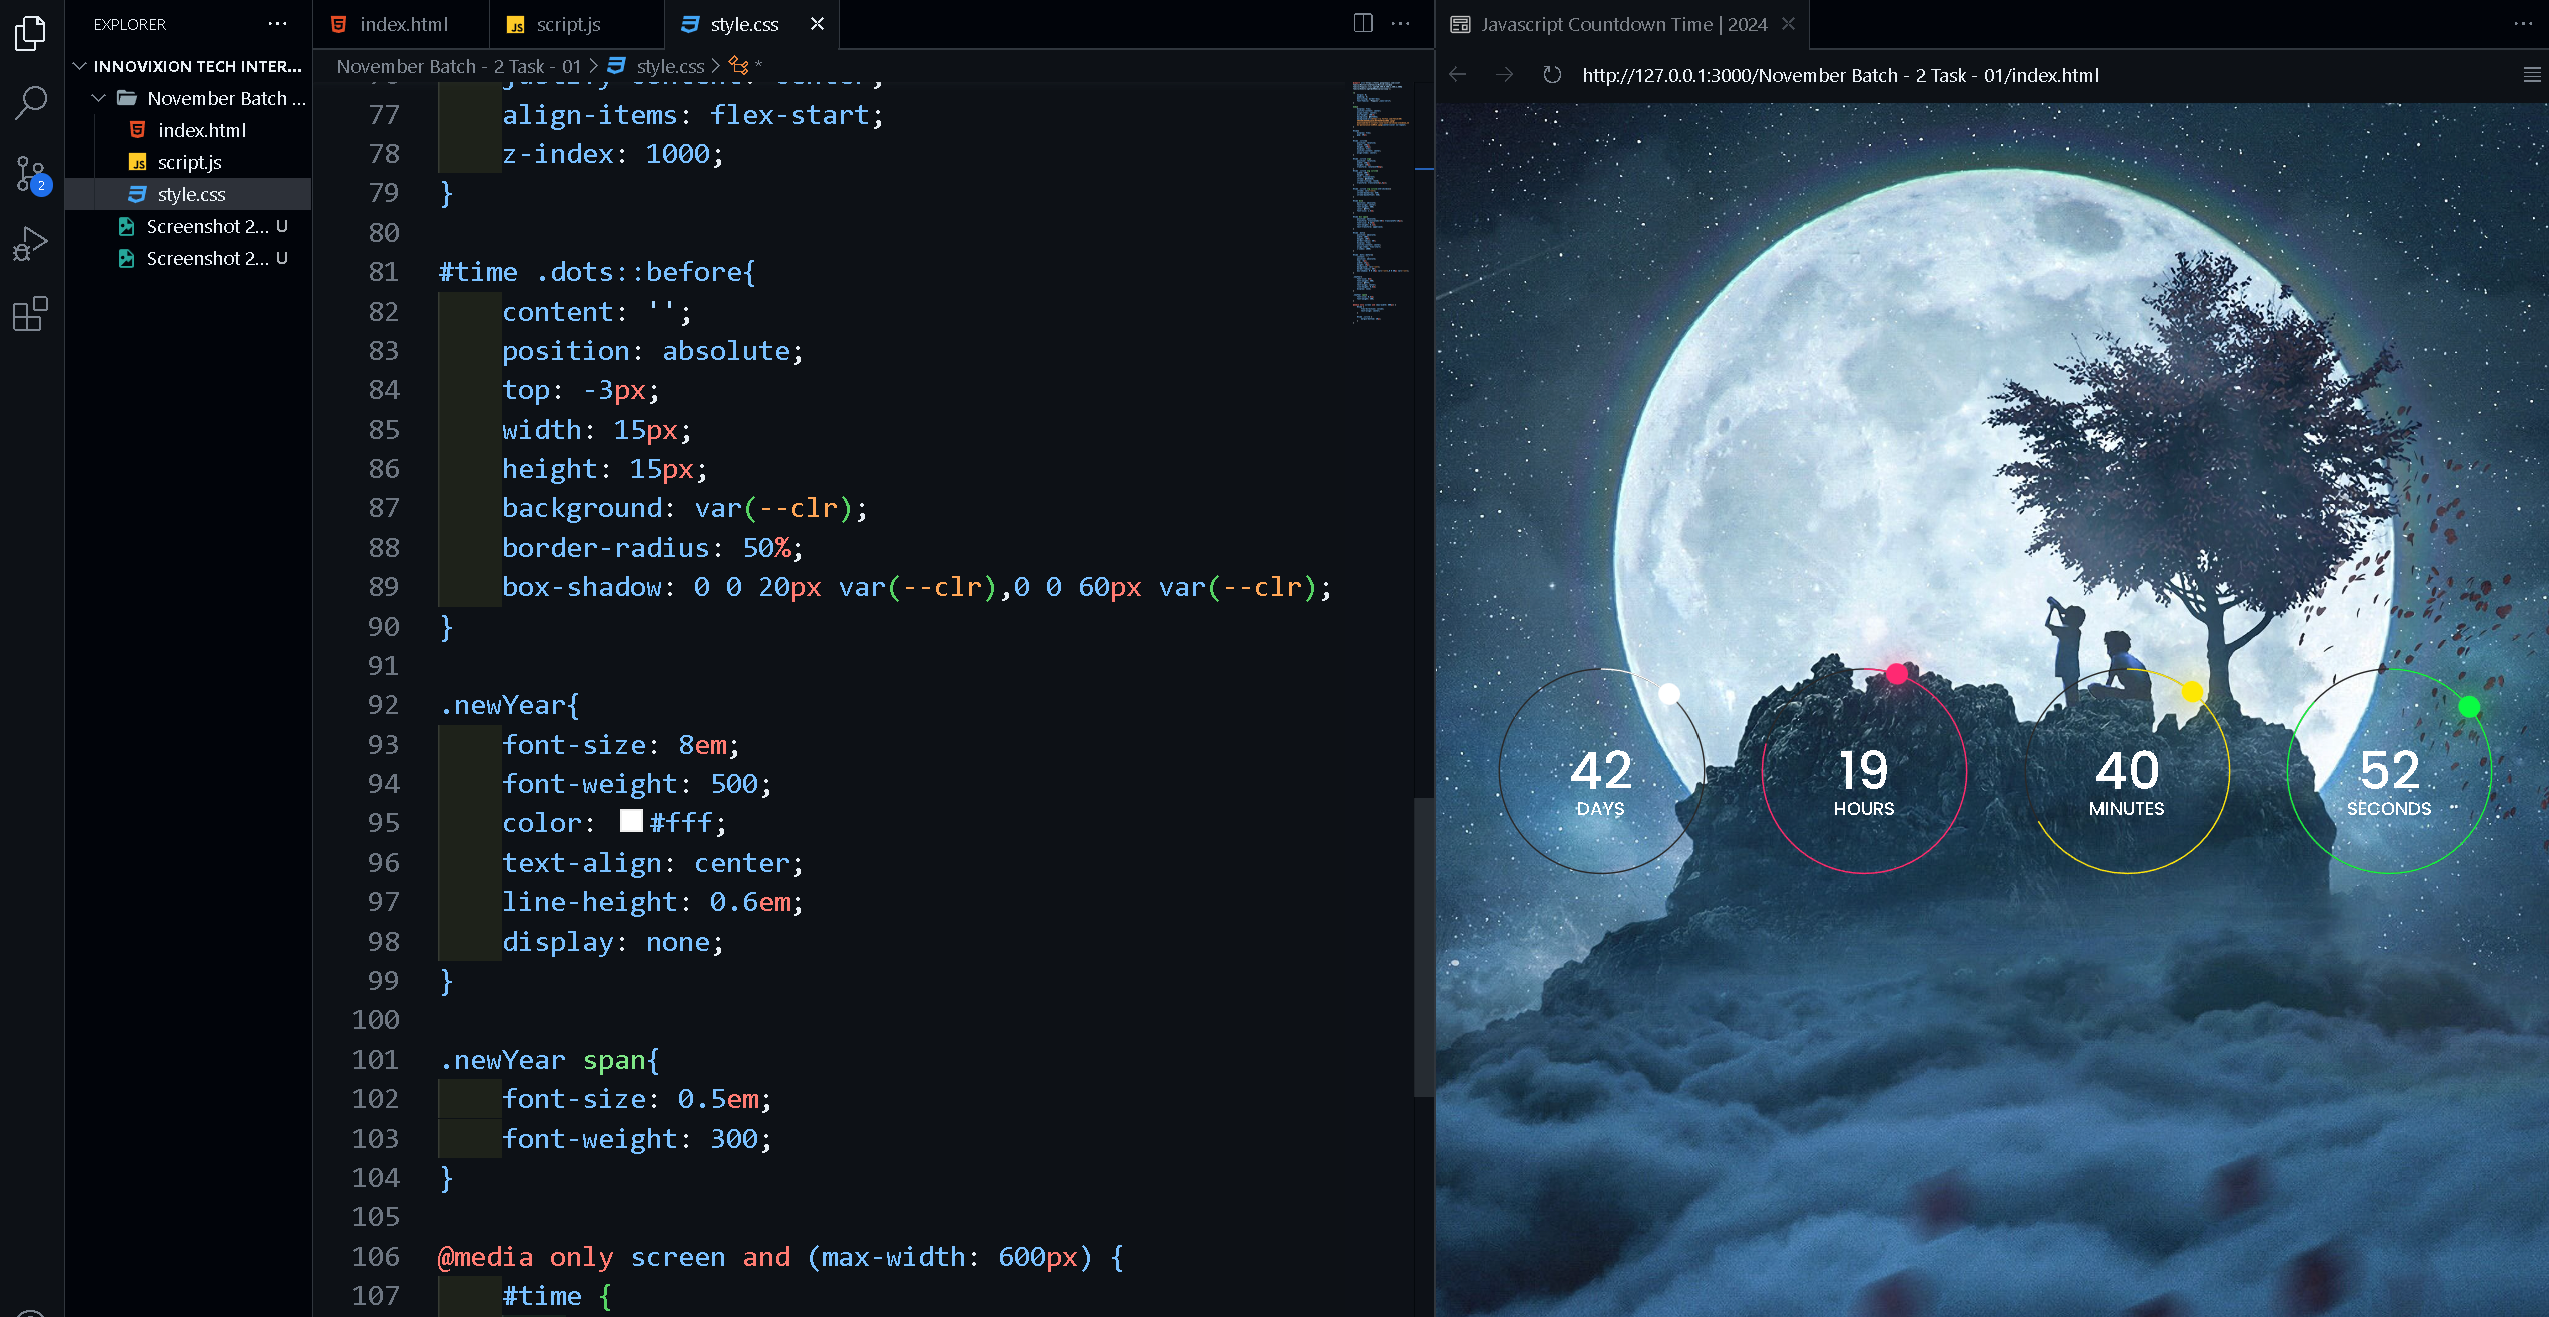 EXPLORER
INNOVIXION TECH INTER...
November Batch ...
index.html
script.js
style.css
Screenshot 2... U
Screenshot 2... U
2
index.html
script.js
style.css
November Batch - 2 Task - 01 > style.css > *
77 align-items: flex-start;
78 z-index: 1000;
79 }
80
81 #time .dots::before{
82 content: '';
83 position: absolute;
84 top: -3px;
85 width: 15px;
86 height: 15px;
87 background: var(--clr);
88 border-radius: 50%;
89 box-shadow: 0 0 20px var(--clr),0 0 60px var(--clr);
90 }
91
92 .newYear{
93 font-size: 8em;
94 font-weight: 500;
95 color: #fff;
96 text-align: center;
97 line-height: 0.6em;
98 display: none;
99 }
100
101 .newYear span{
102 font-size: 0.5em;
103 font-weight: 300;
104 }
105
106 @media only screen and (max-width: 600px) {
107 #time {
Javascript Countdown Time | 2024
http://127.0.0.1:3000/November Batch - 2 Task - 01/index.html
42
DAYS
19
HOURS
40
MINUTES
52
SECONDS